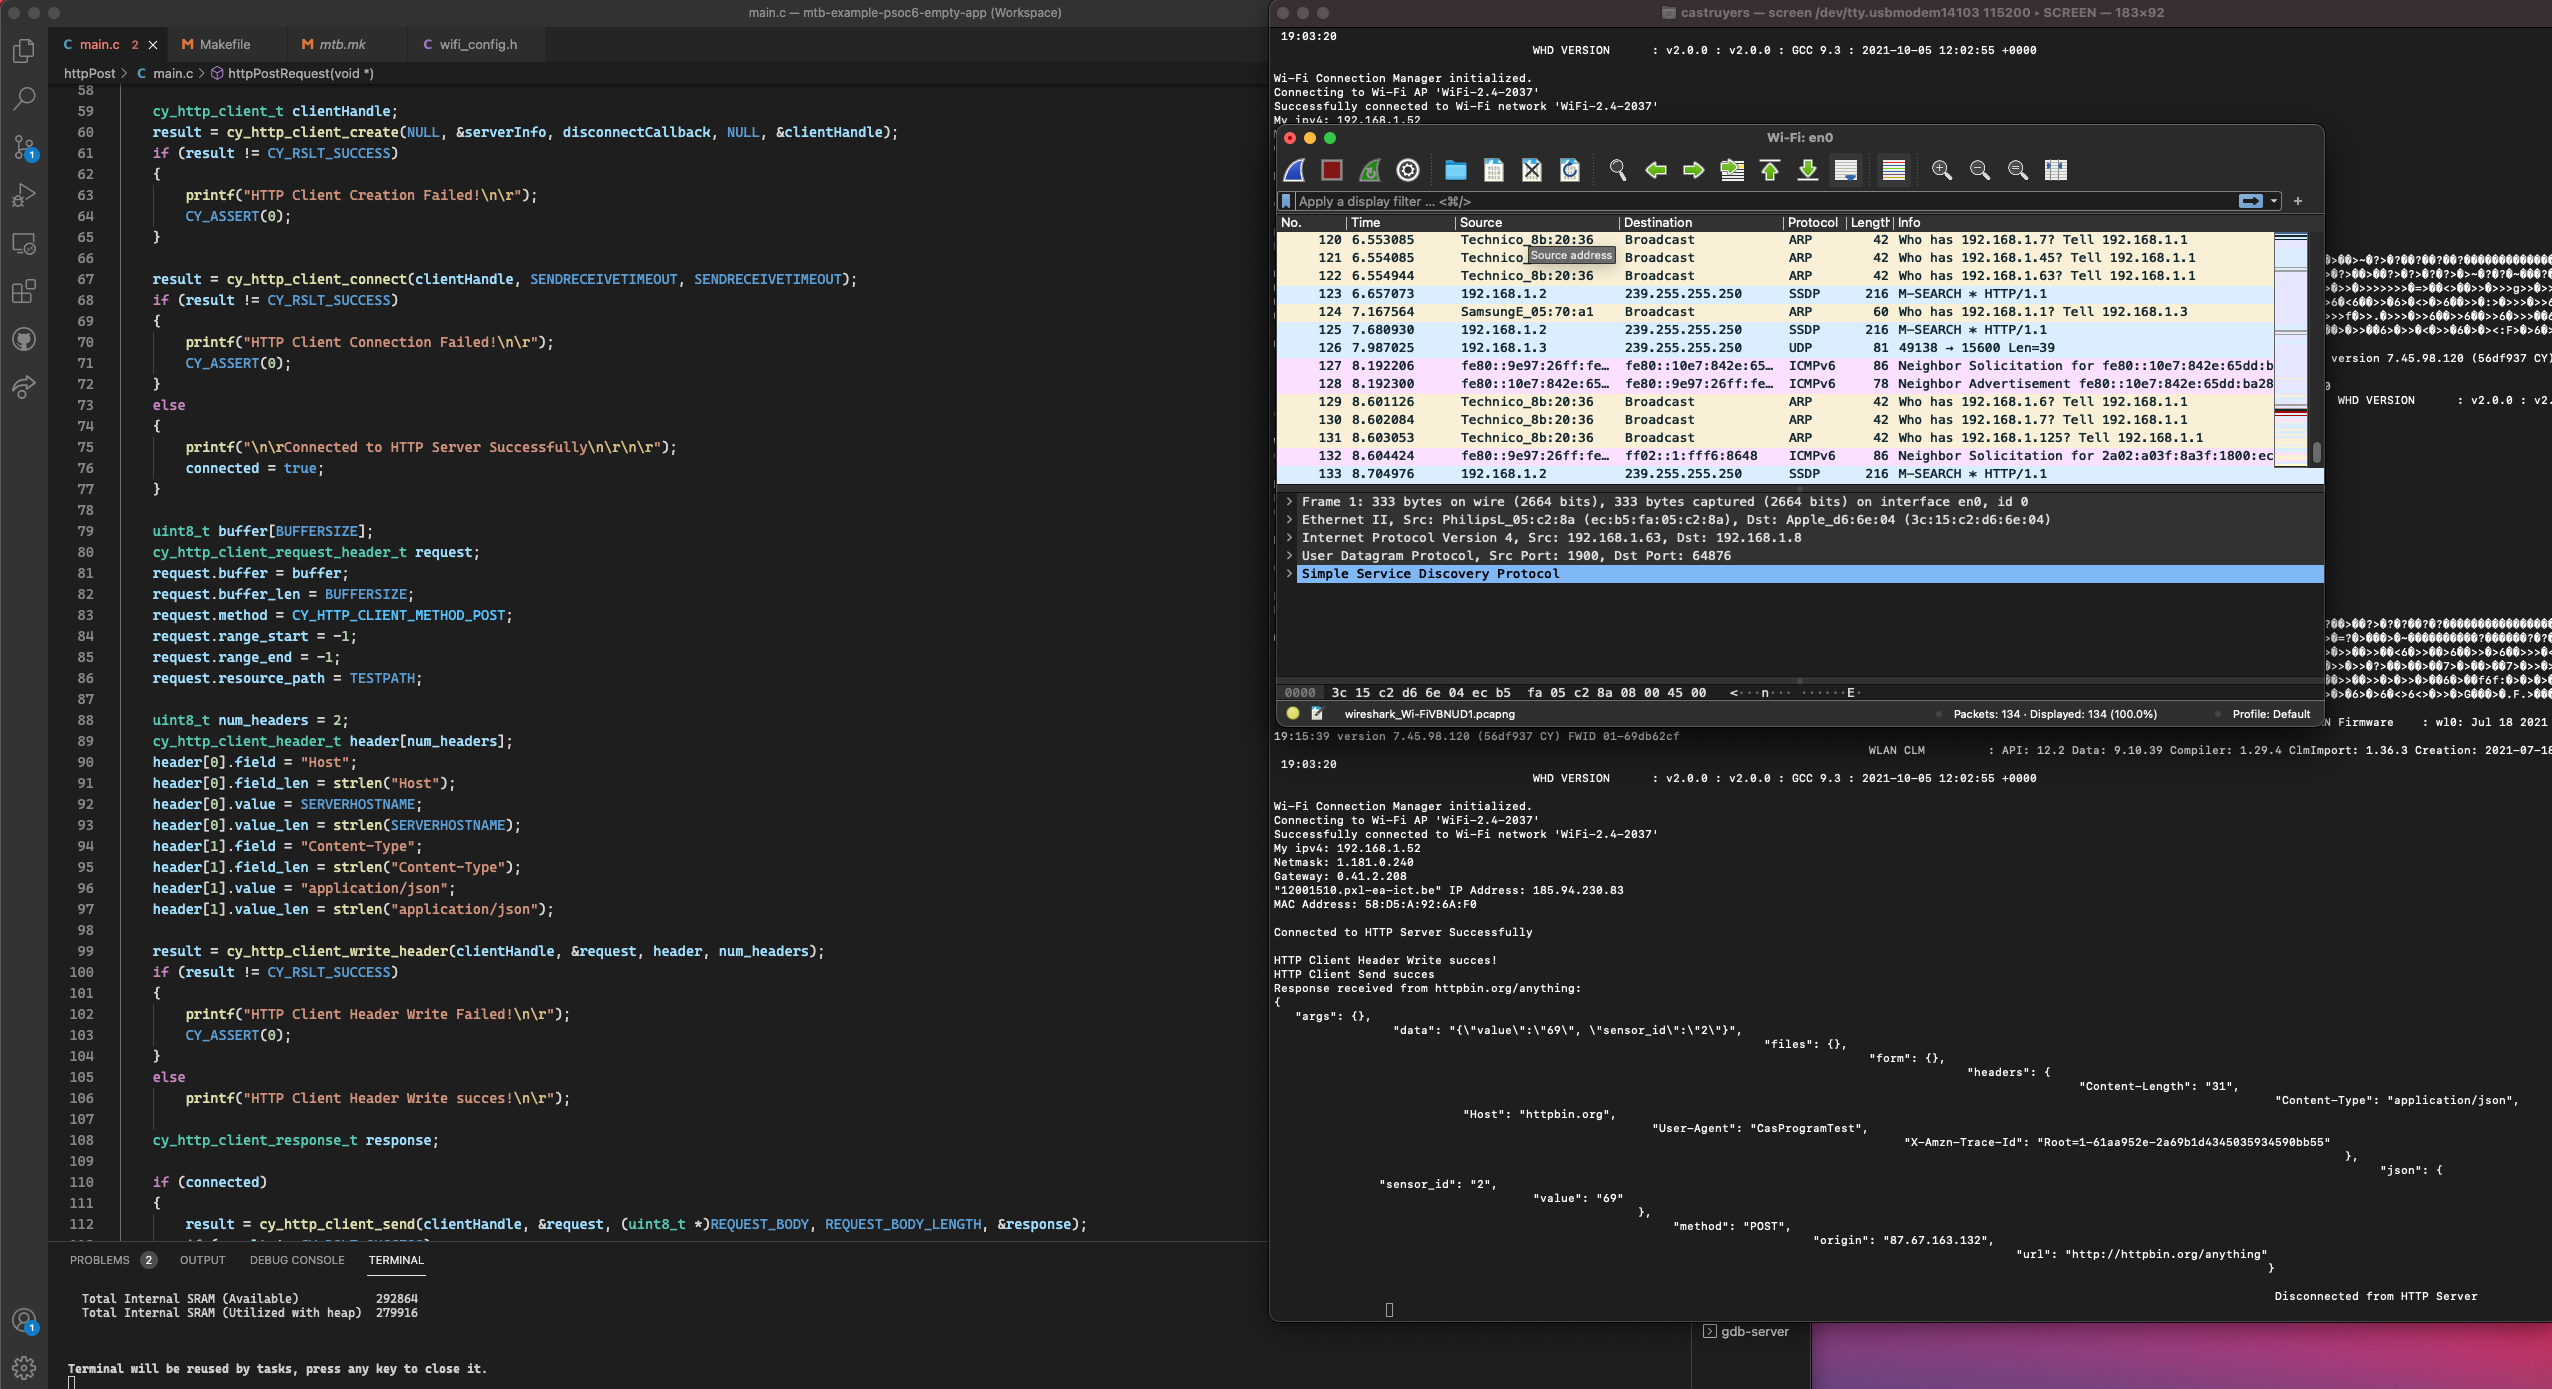 main.c — mtb-example-psoc6-empty-app (Workspace)
C main.c 2 M Makefile M mtb.mk C wifi_config.h
httpPost > C main.c > httpPostRequest(void *)
58
59 cy_http_client_t clientHandle;
60 result = cy_http_client_create(NULL, &serverInfo, disconnectCallback, NULL, &clientHandle);
61 if (result != CY_RSLT_SUCCESS)
62 {
63 printf("HTTP Client Creation Failed!\n\r");
64 CY_ASSERT(0);
65 }
66
67 result = cy_http_client_connect(clientHandle, SENDRECEIVETIMEOUT, SENDRECEIVETIMEOUT);
68 if (result != CY_RSLT_SUCCESS)
69 {
70 printf("HTTP Client Connection Failed!\n\r");
71 CY_ASSERT(0);
72 }
73 else
74 {
75 printf("\n\rConnected to HTTP Server Successfully\n\r\n\r");
76 connected = true;
77 }
78
79 uint8_t buffer[BUFFERSIZE];
80 cy_http_client_request_header_t request;
81 request.buffer = buffer;
82 request.buffer_len = BUFFERSIZE;
83 request.method = CY_HTTP_CLIENT_METHOD_POST;
84 request.range_start = -1;
85 request.range_end = -1;
86 request.resource_path = TESTPATH;
87
88 uint8_t num_headers = 2;
89 cy_http_client_header_t header[num_headers];
90 header[0].field = "Host";
91 header[0].field_len = strlen("Host");
92 header[0].value = SERVERHOSTNAME;
93 header[0].value_len = strlen(SERVERHOSTNAME);
94 header[1].field = "Content-Type";
95 header[1].field_len = strlen("Content-Type");
96 header[1].value = "application/json";
97 header[1].value_len = strlen("application/json");
98
99 result = cy_http_client_write_header(clientHandle, &request, header, num_headers);
100 if (result != CY_RSLT_SUCCESS)
101 {
102 printf("HTTP Client Header Write Failed!\n\r");
103 CY_ASSERT(0);
104 }
105 else
106 printf("HTTP Client Header Write succes!\n\r");
107
108 cy_http_client_response_t response;
109
110 if (connected)
111 {
112 result = cy_http_client_send(clientHandle, &request, (uint8_t *)REQUEST_BODY, REQUEST_BODY_LENGTH, &response);
PROBLEMS 2 OUTPUT DEBUG CONSOLE TERMINAL
Total Internal SRAM (Available) 292864
Total Internal SRAM (Utilized with heap) 279916
Terminal will be reused by tasks, press any key to close it.
gdb-server
castruyers — screen /dev/tty.usbmodem14103 115200 ▸ SCREEN — 183×92
19:03:20
WHD VERSION : v2.0.0 : v2.0.0 : GCC 9.3 : 2021-10-05 12:02:55 +0000
Wi-Fi Connection Manager initialized.
Connecting to Wi-Fi AP 'WiFi-2.4-2037'
Successfully connected to Wi-Fi network 'WiFi-2.4-2037'
My ipv4: 192.168.1.52
Wi-Fi: en0
Apply a display filter ... <⌘/>
No. Time Source Destination Protocol Length Info
120 6.553085 Technico_8b:20:36 Broadcast ARP 42 Who has 192.168.1.7? Tell 192.168.1.1
121 6.554085 Technico_ Broadcast ARP 42 Who has 192.168.1.45? Tell 192.168.1.1
Source address
122 6.554944 Technico_8b:20:36 Broadcast ARP 42 Who has 192.168.1.63? Tell 192.168.1.1
123 6.657073 192.168.1.2 239.255.255.250 SSDP 216 M-SEARCH * HTTP/1.1
124 7.167564 SamsungE_05:70:a1 Broadcast ARP 60 Who has 192.168.1.1? Tell 192.168.1.3
125 7.680930 192.168.1.2 239.255.255.250 SSDP 216 M-SEARCH * HTTP/1.1
126 7.987025 192.168.1.3 239.255.255.250 UDP 81 49138 → 15600 Len=39
127 8.192206 fe80::9e97:26ff:fe… fe80::10e7:842e:65… ICMPv6 86 Neighbor Solicitation for fe80::10e7:842e:65dd:b
128 8.192300 fe80::10e7:842e:65… fe80::9e97:26ff:fe… ICMPv6 78 Neighbor Advertisement fe80::10e7:842e:65dd:ba28
129 8.601126 Technico_8b:20:36 Broadcast ARP 42 Who has 192.168.1.6? Tell 192.168.1.1
130 8.602084 Technico_8b:20:36 Broadcast ARP 42 Who has 192.168.1.7? Tell 192.168.1.1
131 8.603053 Technico_8b:20:36 Broadcast ARP 42 Who has 192.168.1.125? Tell 192.168.1.1
132 8.604424 fe80::9e97:26ff:fe… ff02::1:fff6:8648 ICMPv6 86 Neighbor Solicitation for 2a02:a03f:8a3f:1800:ec
133 8.704976 192.168.1.2 239.255.255.250 SSDP 216 M-SEARCH * HTTP/1.1
Frame 1: 333 bytes on wire (2664 bits), 333 bytes captured (2664 bits) on interface en0, id 0
Ethernet II, Src: PhilipsL_05:c2:8a (ec:b5:fa:05:c2:8a), Dst: Apple_d6:6e:04 (3c:15:c2:d6:6e:04)
Internet Protocol Version 4, Src: 192.168.1.63, Dst: 192.168.1.8
User Datagram Protocol, Src Port: 1900, Dst Port: 64876
Simple Service Discovery Protocol
0000 3c 15 c2 d6 6e 04 ec b5 fa 05 c2 8a 08 00 45 00 <···n··· ······E·
wireshark_Wi-FiVBNUD1.pcapng Packets: 134 · Displayed: 134 (100.0%) Profile: Default
version 7.45.98.120 (56df937 CY)
WHD VERSION : v2.0.0 : v2.
N Firmware : wl0: Jul 18 2021
19:15:39 version 7.45.98.120 (56df937 CY) FWID 01-69db62cf
WLAN CLM : API: 12.2 Data: 9.10.39 Compiler: 1.29.4 ClmImport: 1.36.3 Creation: 2021-07-18
19:03:20
WHD VERSION : v2.0.0 : v2.0.0 : GCC 9.3 : 2021-10-05 12:02:55 +0000
Wi-Fi Connection Manager initialized.
Connecting to Wi-Fi AP 'WiFi-2.4-2037'
Successfully connected to Wi-Fi network 'WiFi-2.4-2037'
My ipv4: 192.168.1.52
Netmask: 1.181.0.240
Gateway: 0.41.2.208
"12001510.pxl-ea-ict.be" IP Address: 185.94.230.83
MAC Address: 58:D5:A:92:6A:F0
Connected to HTTP Server Successfully
HTTP Client Header Write succes!
HTTP Client Send succes
Response received from httpbin.org/anything:
{
"args": {},
"data": "{\"value\":\"69\", \"sensor_id\":\"2\"}",
"files": {},
"form": {},
"headers": {
"Content-Length": "31",
"Content-Type": "application/json",
"Host": "httpbin.org",
"User-Agent": "CasProgramTest",
"X-Amzn-Trace-Id": "Root=1-61aa952e-2a69b1d4345035934590bb55"
},
"json": {
"sensor_id": "2",
"value": "69"
},
"method": "POST",
"origin": "87.67.163.132",
"url": "http://httpbin.org/anything"
}
Disconnected from HTTP Server